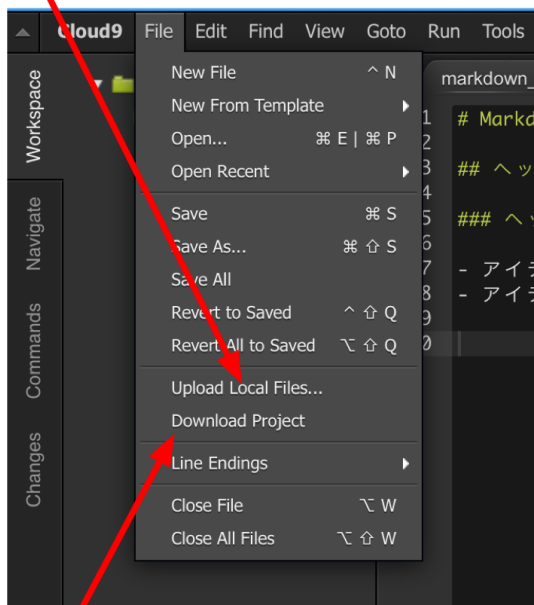 Cloud9 File Edit Find View Goto Run Tools
Workspace
Navigate
Commands
Changes
New File ^ N
New From Template
Open... ⌘ E | ⌘ P
Open Recent
Save ⌘ S
Save As... ⌘ ⇧ S
Save All
Revert to Saved ^ ⇧ Q
Revert All to Saved ⌥ ⇧ Q
Upload Local Files...
Download Project
Line Endings
Close File ⌥ W
Close All Files ⌥ ⇧ W
markdown_
1 # Markd
2
3 ## ヘッ
4
5 ### ヘッ
6
7 - アイテ
8 - アイテ
9
0